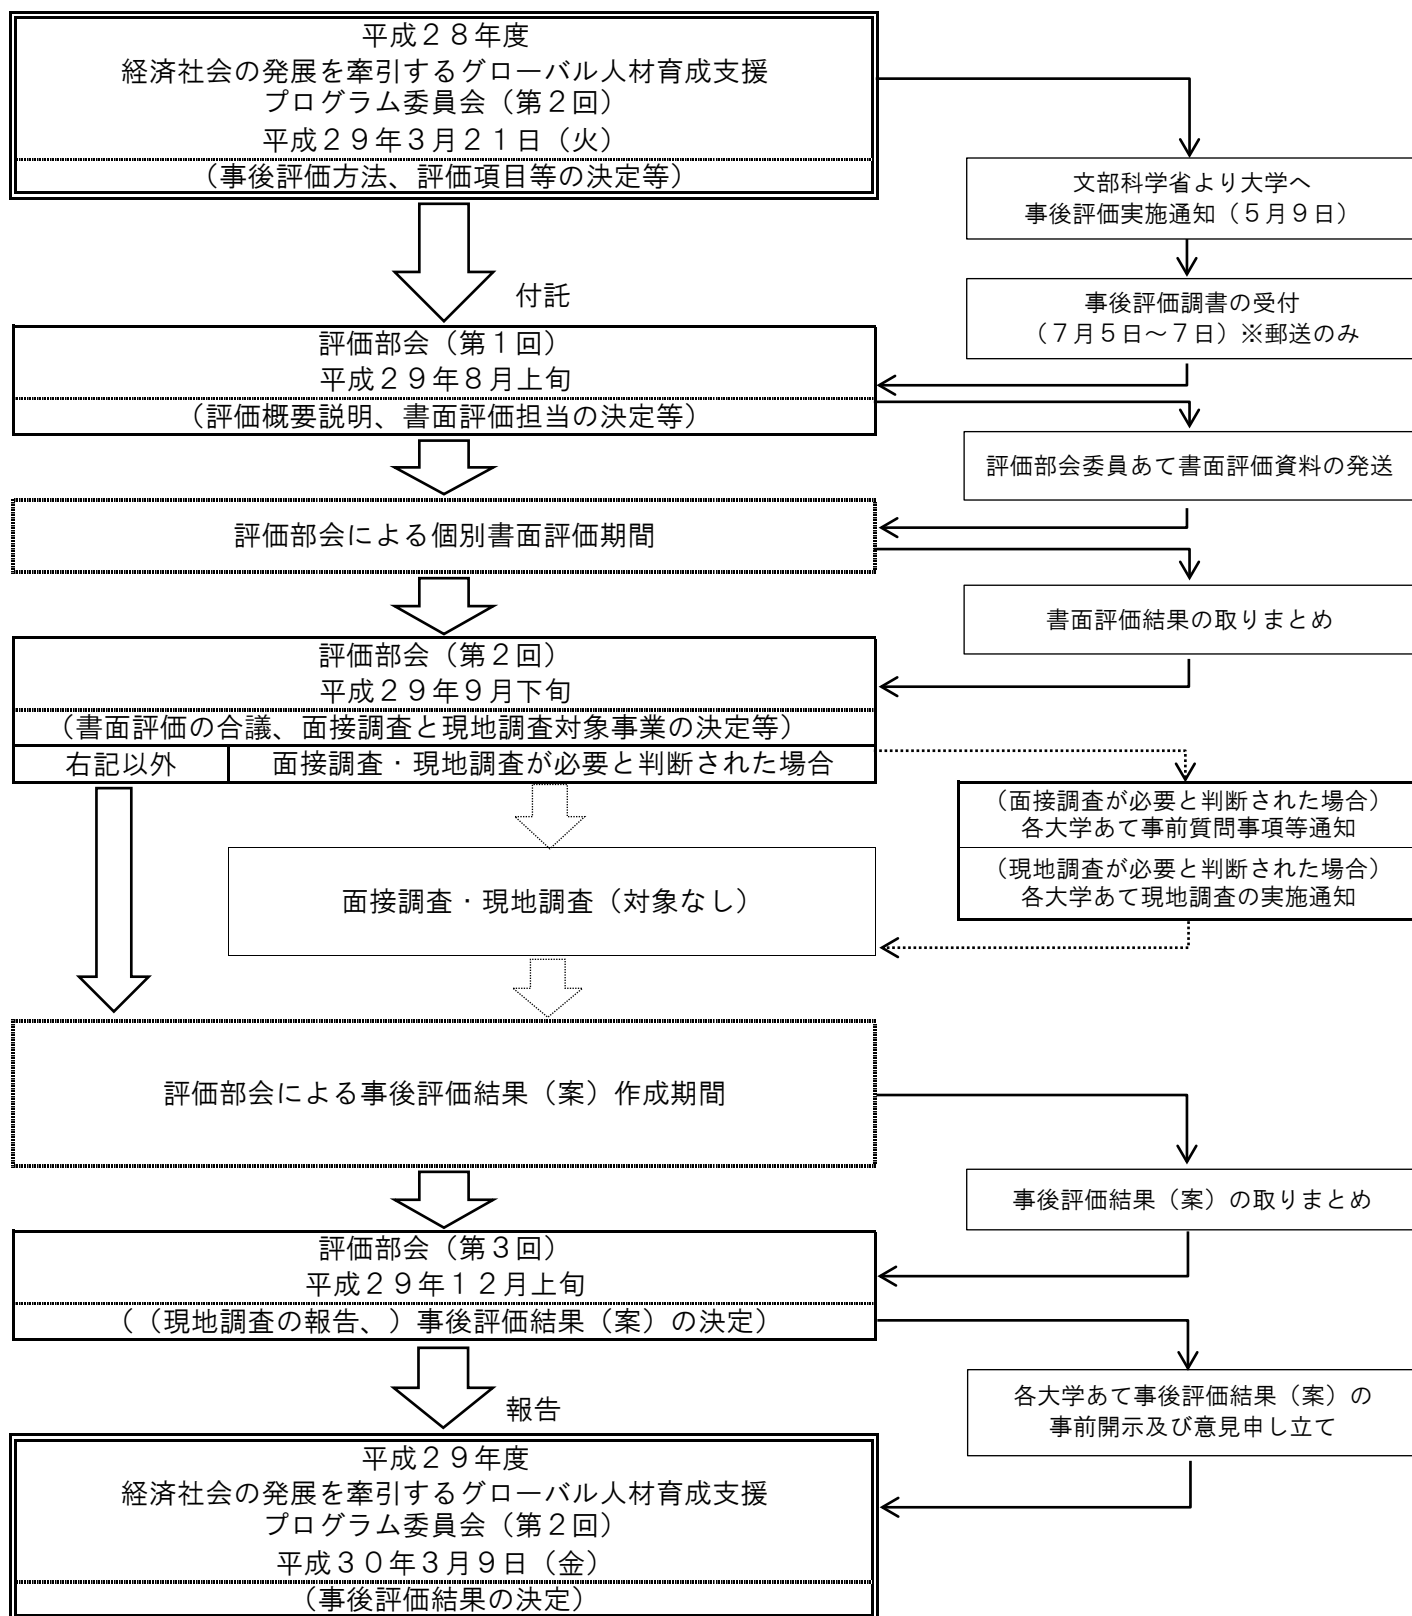 平成２８年度
経済社会の発展を牽引するグローバル人材育成支援
プログラム委員会（第２回）
平成２９年３月２１日（火）
（事後評価方法、評価項目等の決定等）
文部科学省より大学へ
事後評価実施通知（５月９日）
付託
事後評価調書の受付
（７月５日～７日）※郵送のみ
評価部会（第１回）
平成２９年８月上旬
（評価概要説明、書面評価担当の決定等）
評価部会委員あて書面評価資料の発送
評価部会による個別書面評価期間
書面評価結果の取りまとめ
評価部会（第２回）
平成２９年９月下旬
（書面評価の合議、面接調査と現地調査対象事業の決定等）
右記以外
面接調査・現地調査が必要と判断された場合
（面接調査が必要と判断された場合）
各大学あて事前質問事項等通知
（現地調査が必要と判断された場合）
各大学あて現地調査の実施通知
面接調査・現地調査（対象なし）
評価部会による事後評価結果（案）作成期間
事後評価結果（案）の取りまとめ
評価部会（第３回）
平成２９年１２月上旬
（（現地調査の報告、）事後評価結果（案）の決定）
各大学あて事後評価結果（案）の
事前開示及び意見申し立て
報告
平成２９年度
経済社会の発展を牽引するグローバル人材育成支援
プログラム委員会（第２回）
平成３０年３月９日（金）
（事後評価結果の決定）